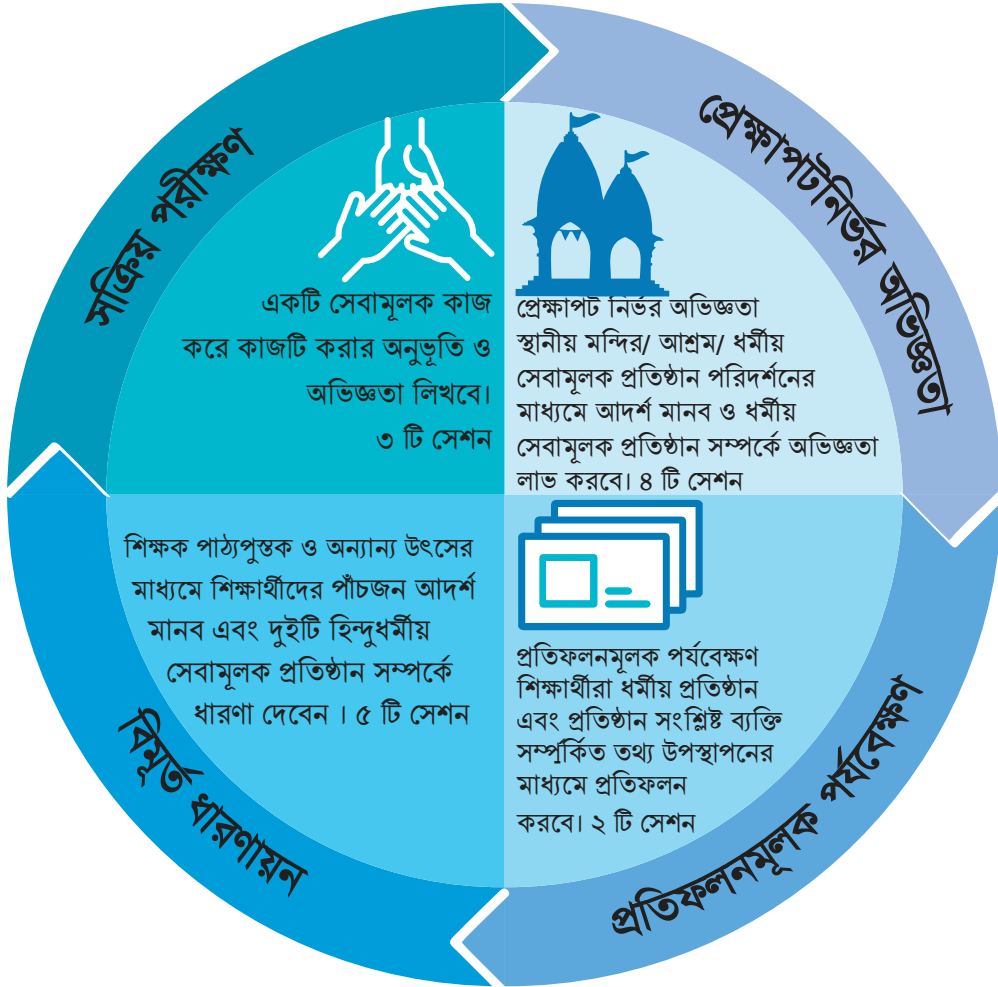 প্রেক্ষাপটনির্ভর অভিজ্ঞতা
প্রেক্ষাপট নির্ভর অভিজ্ঞতা
স্থানীয় মন্দির/ আশ্রম/ ধর্মীয়
সেবামূলক প্রতিষ্ঠান পরিদর্শনের
মাধ্যমে আদর্শ মানব ও ধর্মীয়
সেবামূলক প্রতিষ্ঠান সম্পর্কে অভিজ্ঞতা
লাভ করবে। ৪ টি সেশন
প্রতিফলনমূলক পর্যবেক্ষণ
প্রতিফলনমূলক পর্যবেক্ষণ
শিক্ষার্থীরা ধর্মীয় প্রতিষ্ঠান
এবং প্রতিষ্ঠান সংশ্লিষ্ট ব্যক্তি
সম্পৃর্কিত তথ্য উপস্থাপনের
মাধ্যমে প্রতিফলন
করবে। ২ টি সেশন
বিমূর্ত ধারণায়ন
শিক্ষক পাঠ্যপুস্তক ও অন্যান্য উৎসের
মাধ্যমে শিক্ষার্থীদের পাঁচজন আদর্শ
মানব এবং দুইটি হিন্দুধর্মীয়
সেবামূলক প্রতিষ্ঠান সম্পর্কে
ধারণা দেবেন । ৫ টি সেশন
সক্রিয় পরীক্ষণ
একটি সেবামূলক কাজ
করে কাজটি করার অনুভূতি ও
অভিজ্ঞতা লিখবে।
৩ টি সেশন